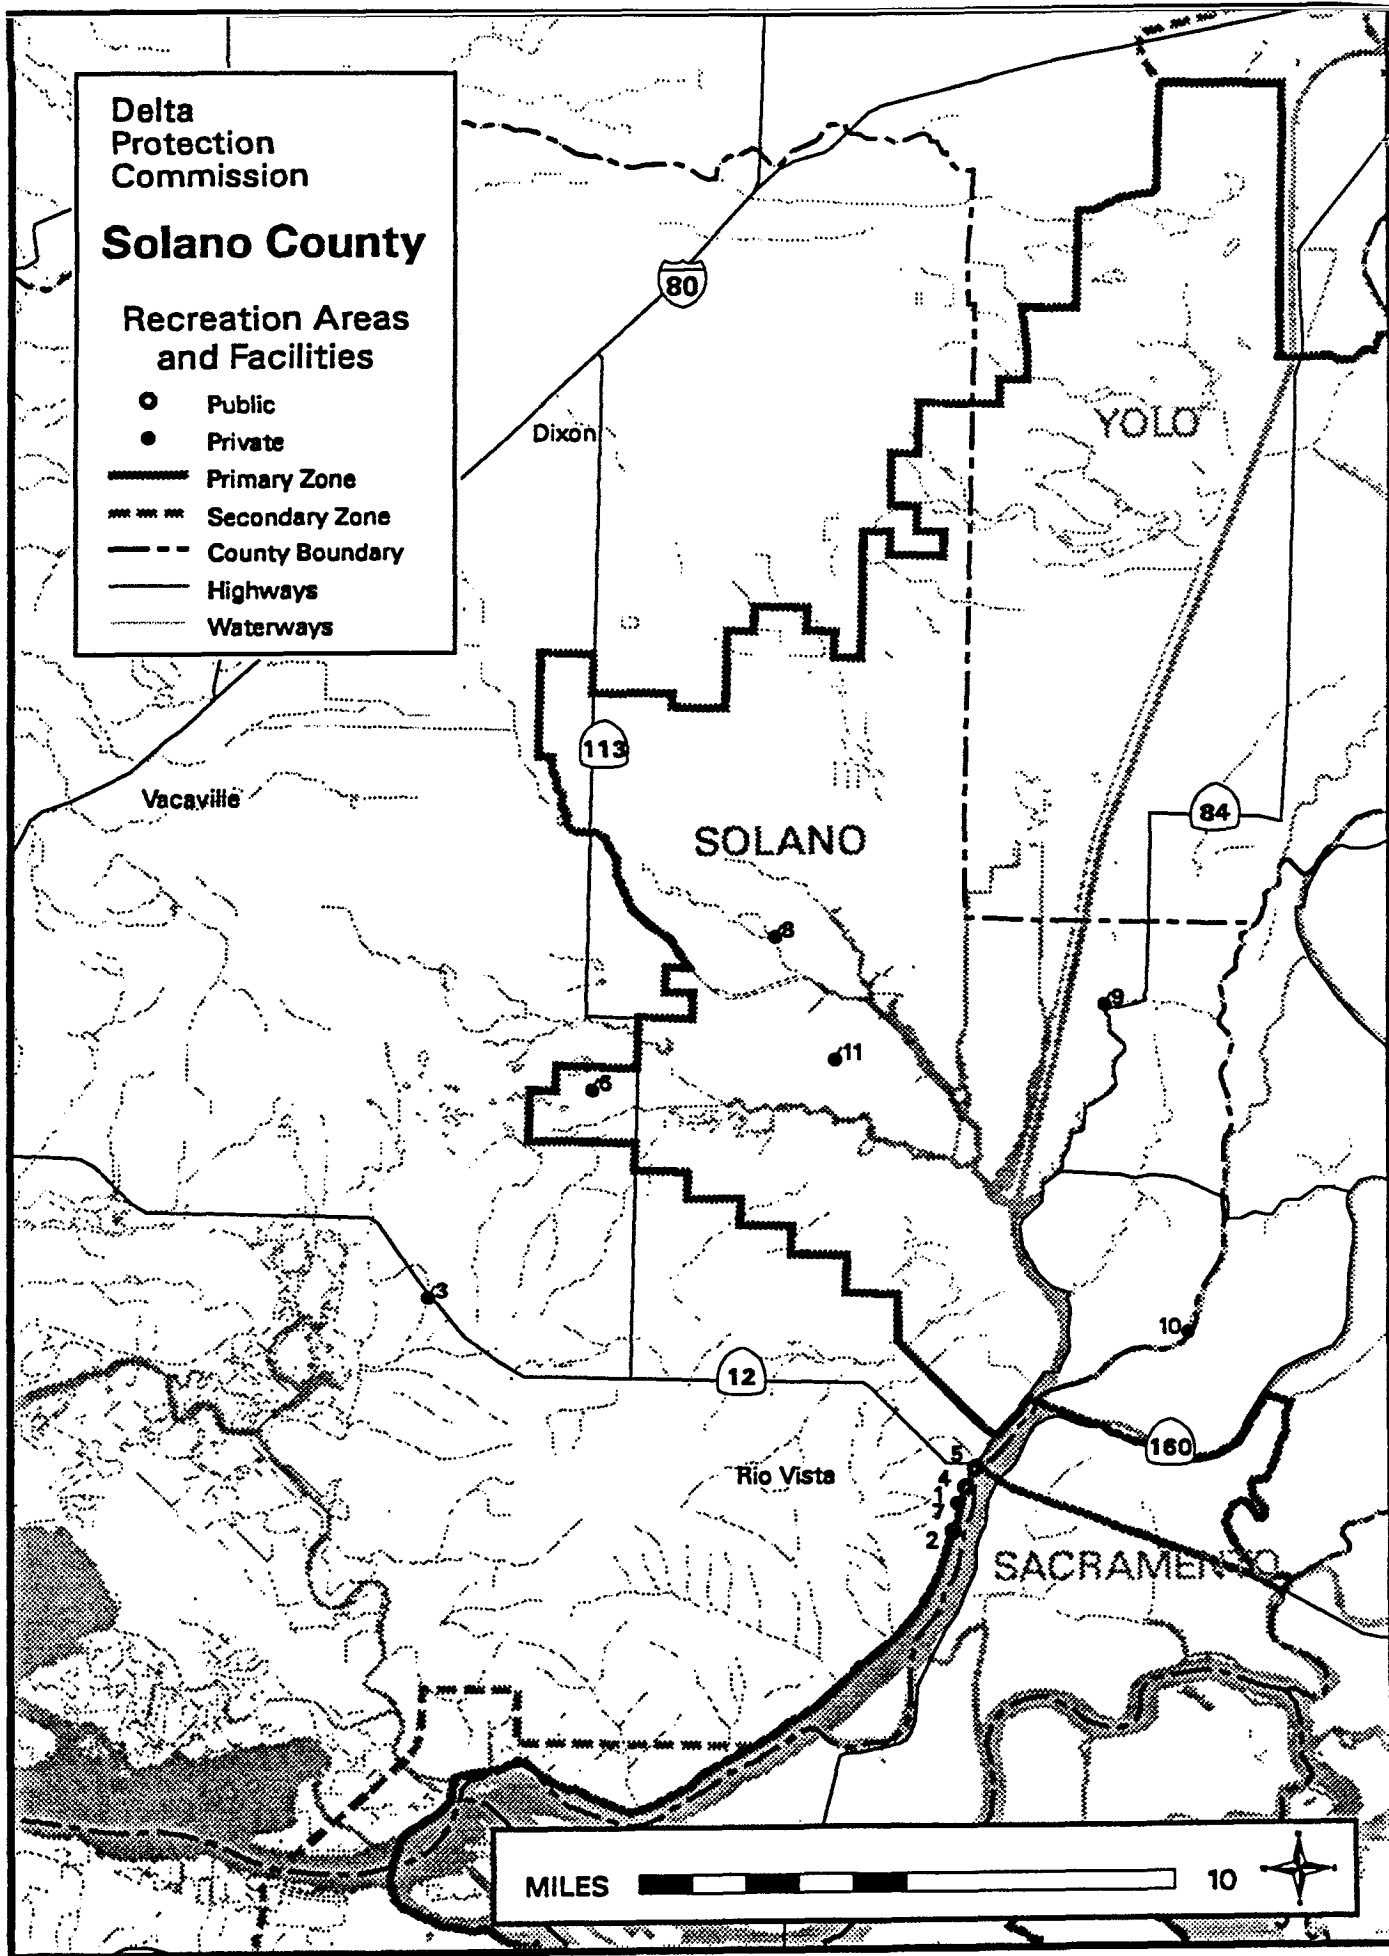 Delta
Protection
Commission
Solano County
Recreation Areas
and Facilities
Public
Private
Primary Zone
Secondary Zone
County Boundary
Highways
Waterways
80
Dixon
YOLO
113
Vacaville
84
SOLANO
8
9
11
6
3
10
12
160
5
Rio Vista
4
1
7
2
SACRAMENTO
MILES 10